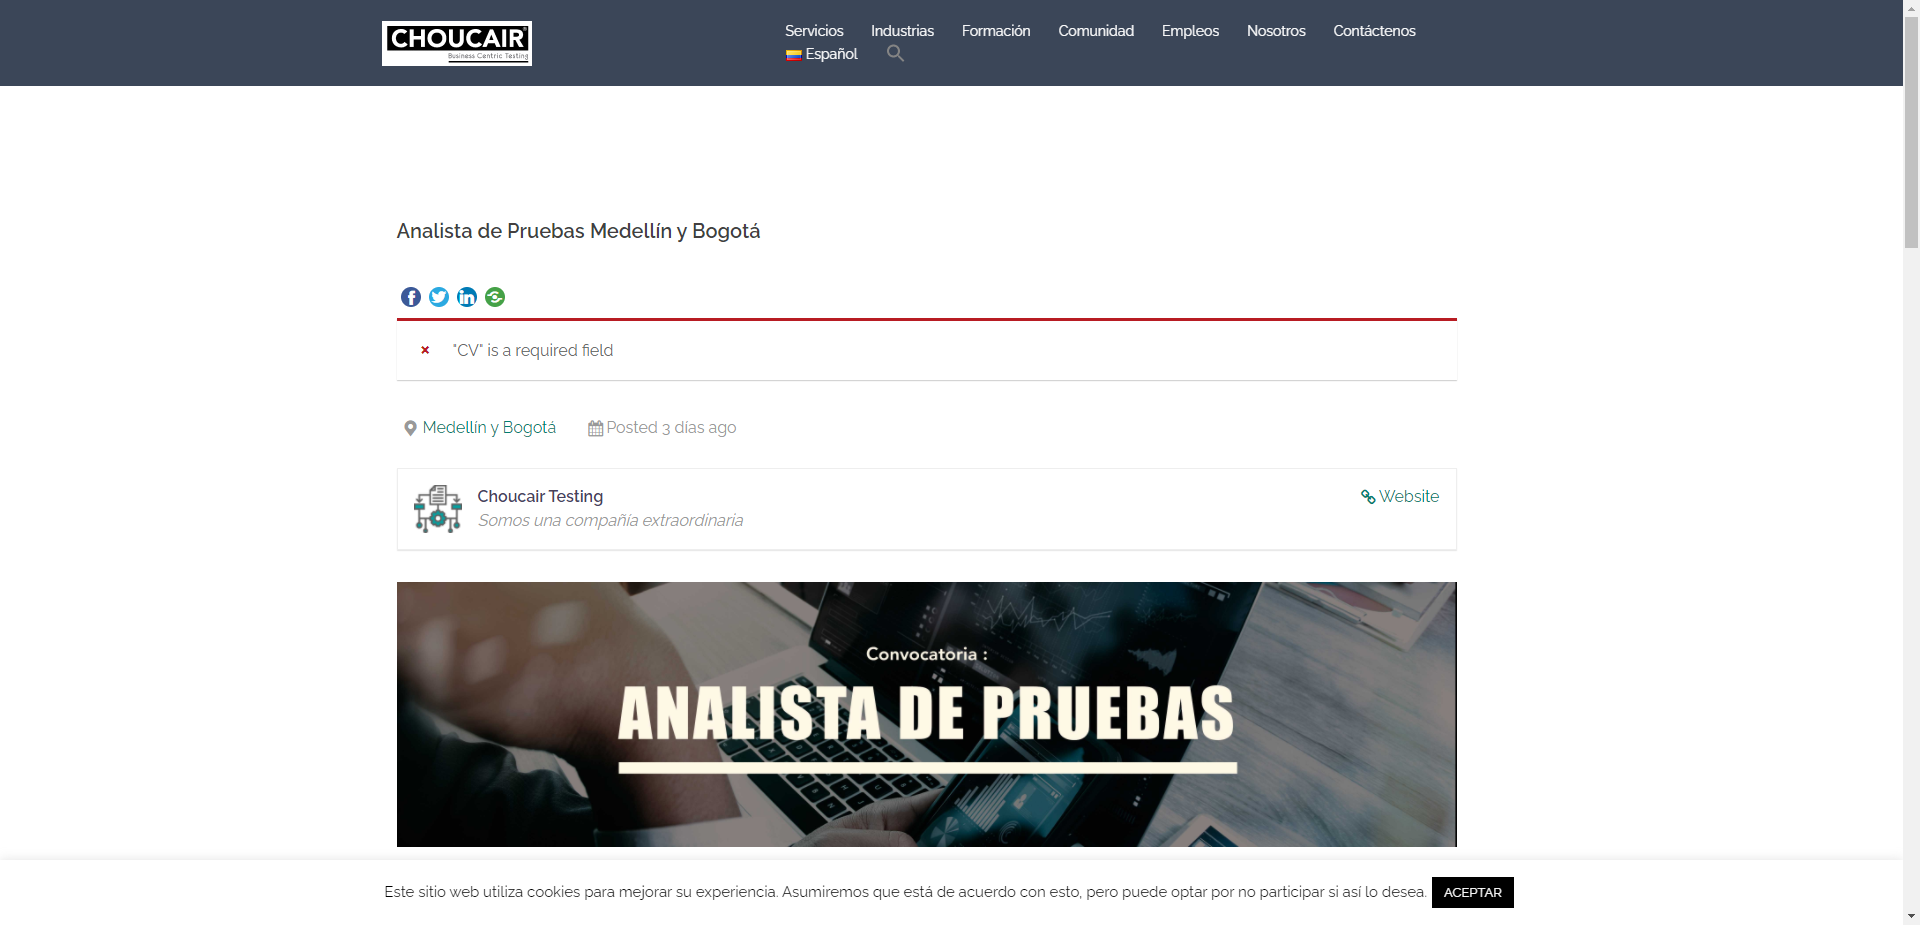 CHOUCAIR
Business Centric Testing
Servicios Industrias Formación Comunidad Empleos Nosotros Contáctenos
Español
Analista de Pruebas Medellín y Bogotá
"CV" is a required field
Medellín y Bogotá Posted 3 días ago
Choucair Testing Website
Somos una compañía extraordinaria
Convocatoria :
ANALISTA DE PRUEBAS
Este sitio web utiliza cookies para mejorar su experiencia. Asumiremos que está de acuerdo con esto, pero puede optar por no participar si así lo desea. ACEPTAR